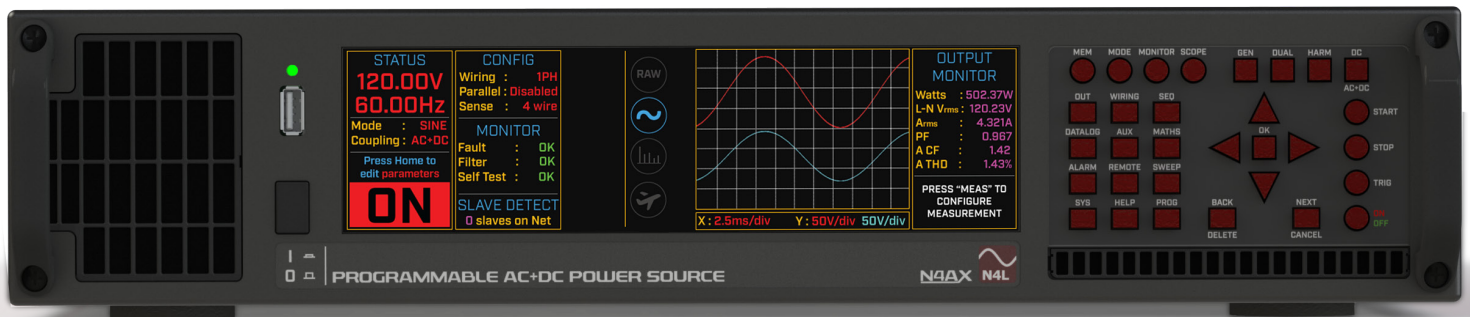 STATUS
120.00V
60.00Hz
Mode : SINE
Coupling : AC+DC
Press Home to
edit parameters
ON
CONFIG
Wiring : 1PH
Parallel : Disabled
Sense : 4 wire
MONITOR
Fault : OK
Filter : OK
Self Test : OK
SLAVE DETECT
0 slaves on Net
RAW
X : 2.5ms/div Y : 50V/div 50V/div
OUTPUT
MONITOR
Watts : 502.37W
L-N Vrms : 120.23V
Arms : 4.321A
PF : 0.967
A CF : 1.42
A THD : 1.43%
PRESS “MEAS” TO
CONFIGURE
MEASUREMENT
MEM MODE MONITOR SCOPE GEN DUAL HARM DC
AC+DC
OUT WIRING SEQ
START
DATALOG AUX MATHS
OK
STOP
ALARM REMOTE SWEEP
TRIG
SYS HELP PROG BACK NEXT
ON
OFF
DELETE CANCEL
I
O
PROGRAMMABLE AC+DC POWER SOURCE
N4AX N4L